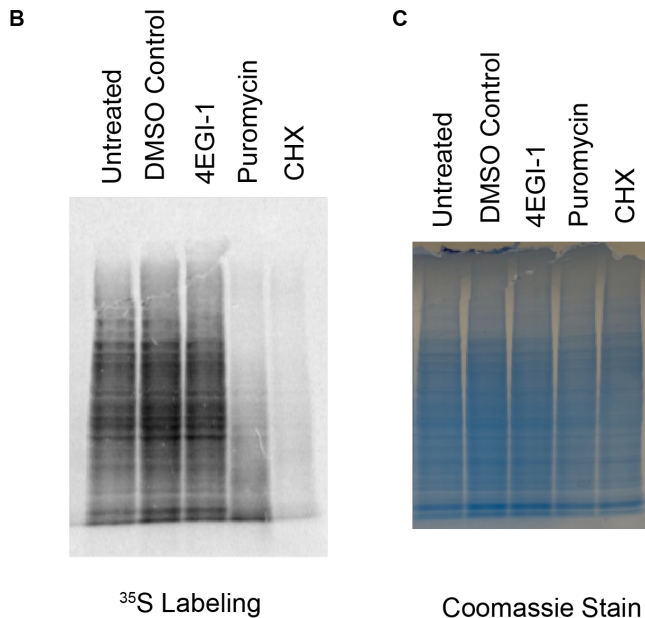 B
Untreated
DMSO Control
4EGI-1
Puromycin
CHX
³⁵S Labeling
C
Untreated
DMSO Control
4EGI-1
Puromycin
CHX
Coomassie Stain